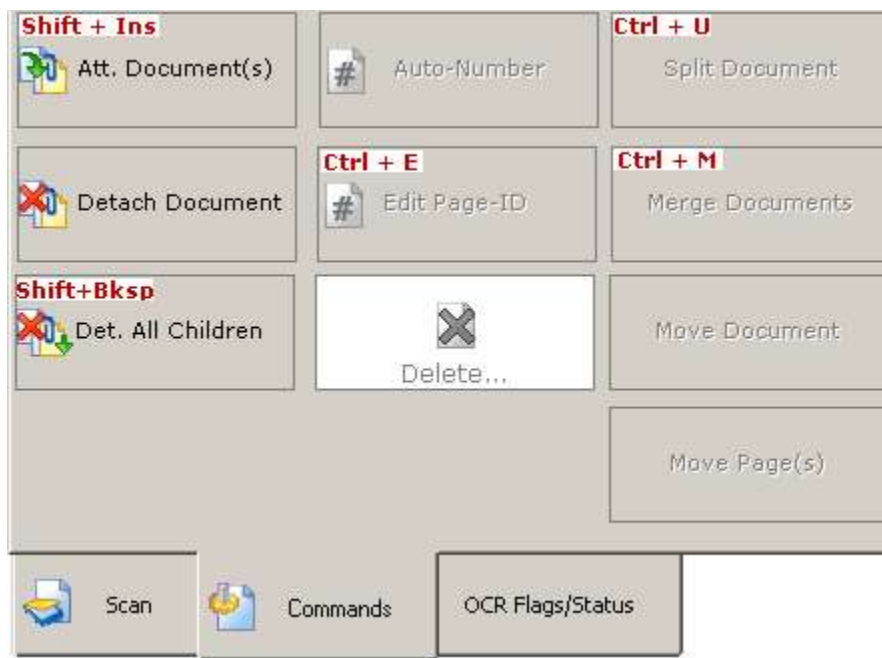 Shift + Ins
Att. Document(s)
# Auto-Number
Ctrl + U
Split Document
Detach Document
Ctrl + E
# Edit Page-ID
Ctrl + M
Merge Documents
Shift+Bksp
Det. All Children
Delete...
Move Document
Move Page(s)
Scan
Commands
OCR Flags/Status